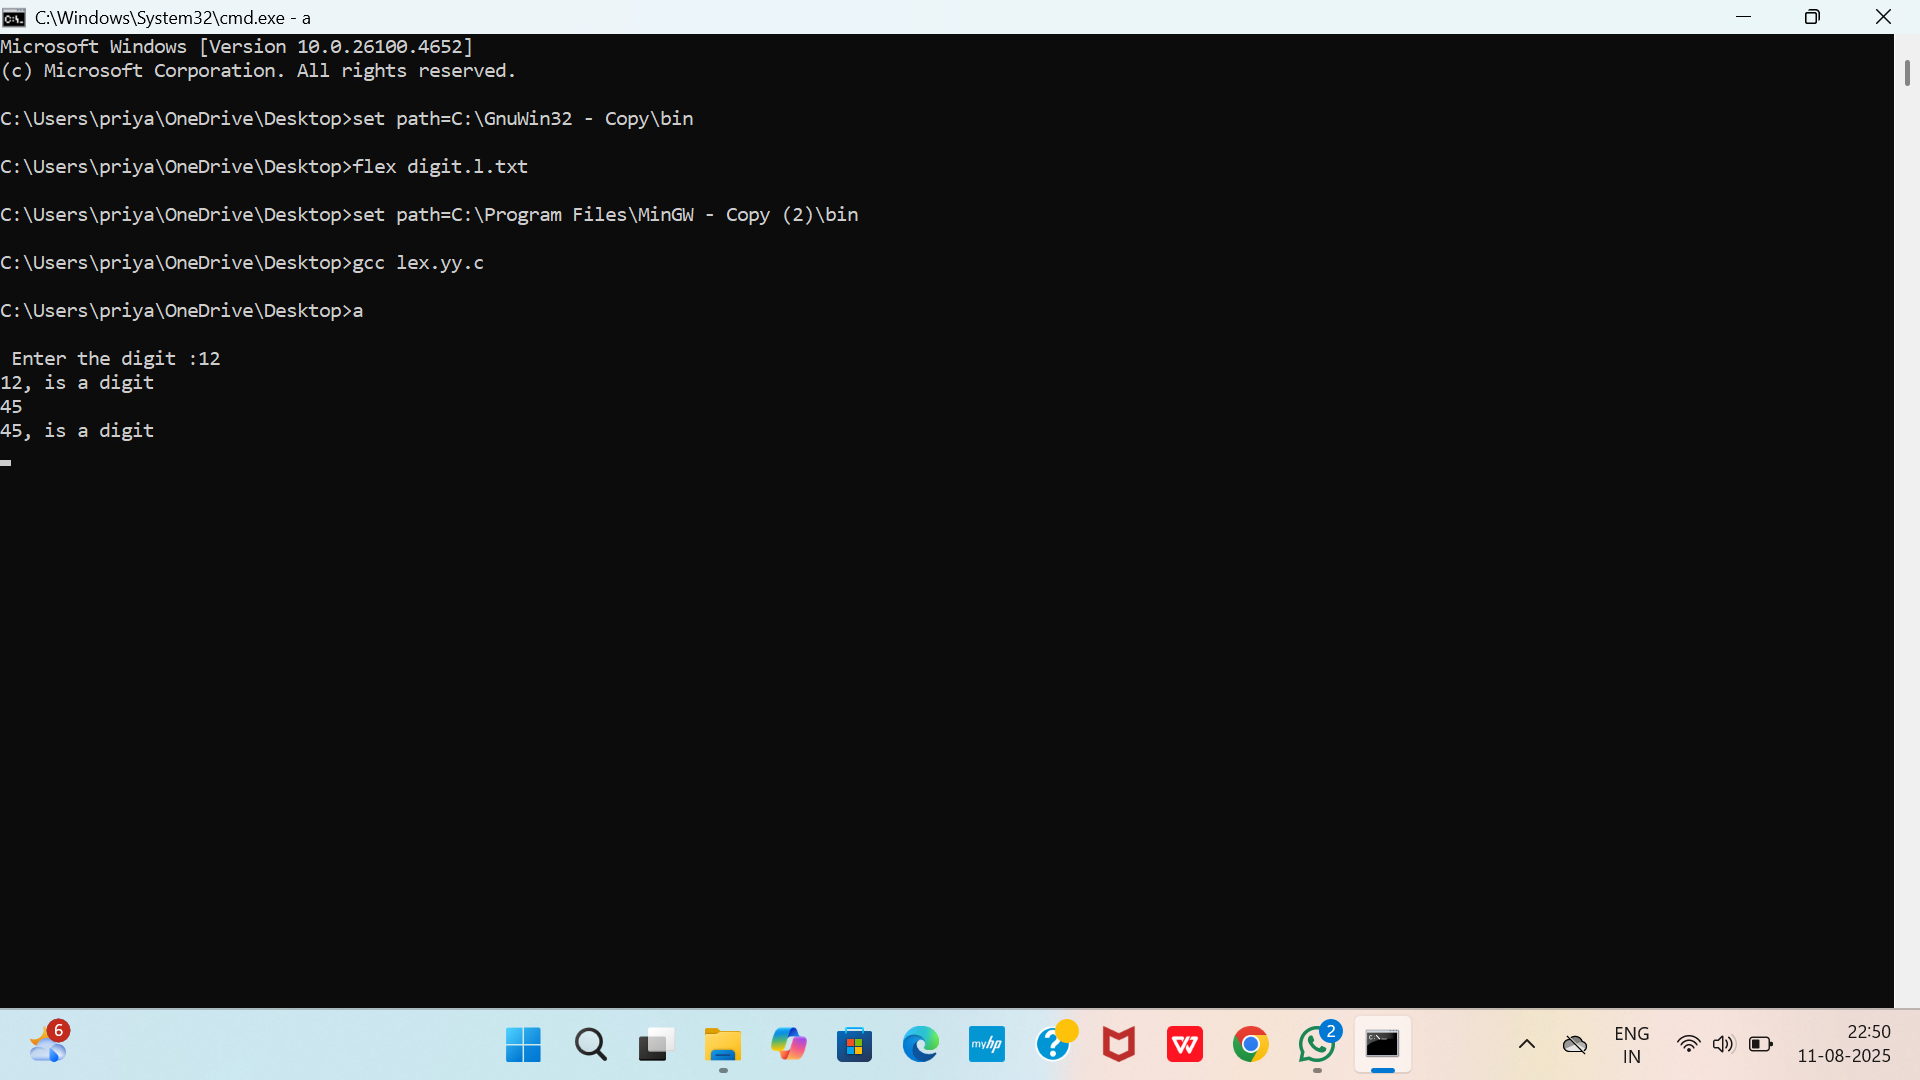 C:\Windows\System32\cmd.exe - a
Microsoft Windows [Version 10.0.26100.4652]
(c) Microsoft Corporation. All rights reserved.
C:\Users\priya\OneDrive\Desktop>set path=C:\GnuWin32 - Copy\bin
C:\Users\priya\OneDrive\Desktop>flex digit.l.txt
C:\Users\priya\OneDrive\Desktop>set path=C:\Program Files\MinGW - Copy (2)\bin
C:\Users\priya\OneDrive\Desktop>gcc lex.yy.c
C:\Users\priya\OneDrive\Desktop>a
Enter the digit :12
12, is a digit
45
45, is a digit
6
myhp
?
W
2
ENG
IN
22:50
11-08-2025